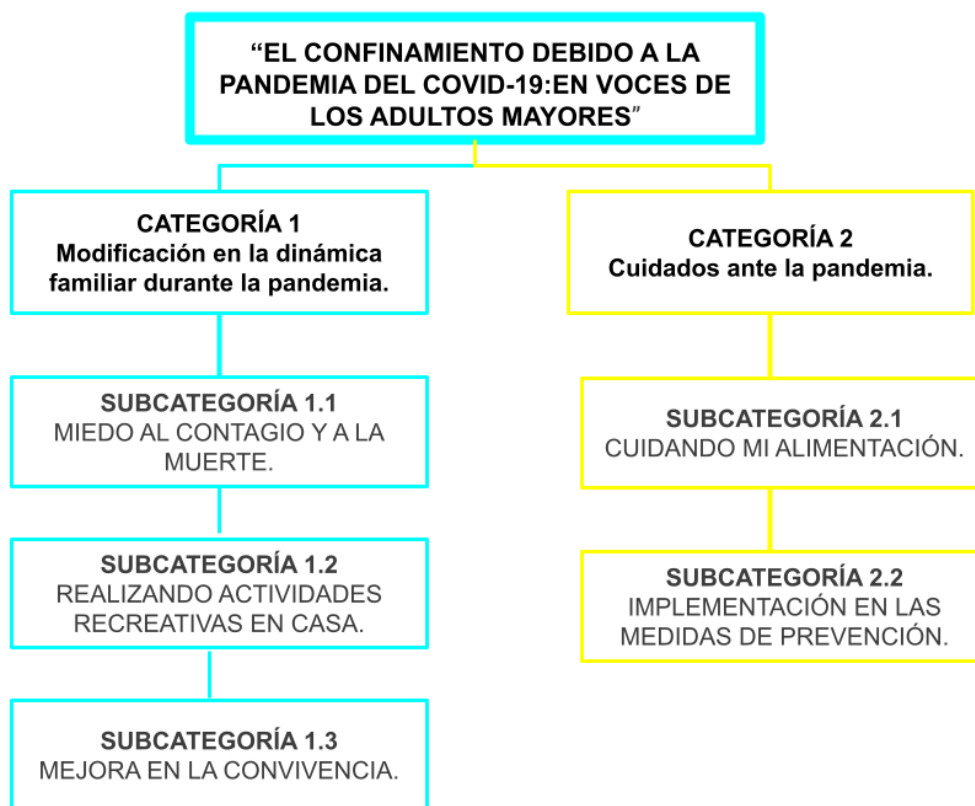 “EL CONFINAMIENTO DEBIDO A LA
PANDEMIA DEL COVID-19:EN VOCES DE
LOS ADULTOS MAYORES”
CATEGORÍA 1
Modificación en la dinámica
familiar durante la pandemia.
SUBCATEGORÍA 1.1
MIEDO AL CONTAGIO Y A LA
MUERTE.
SUBCATEGORÍA 1.2
REALIZANDO ACTIVIDADES
RECREATIVAS EN CASA.
SUBCATEGORÍA 1.3
MEJORA EN LA CONVIVENCIA.
CATEGORÍA 2
Cuidados ante la pandemia.
SUBCATEGORÍA 2.1
CUIDANDO MI ALIMENTACIÓN.
SUBCATEGORÍA 2.2
IMPLEMENTACIÓN EN LAS
MEDIDAS DE PREVENCIÓN.